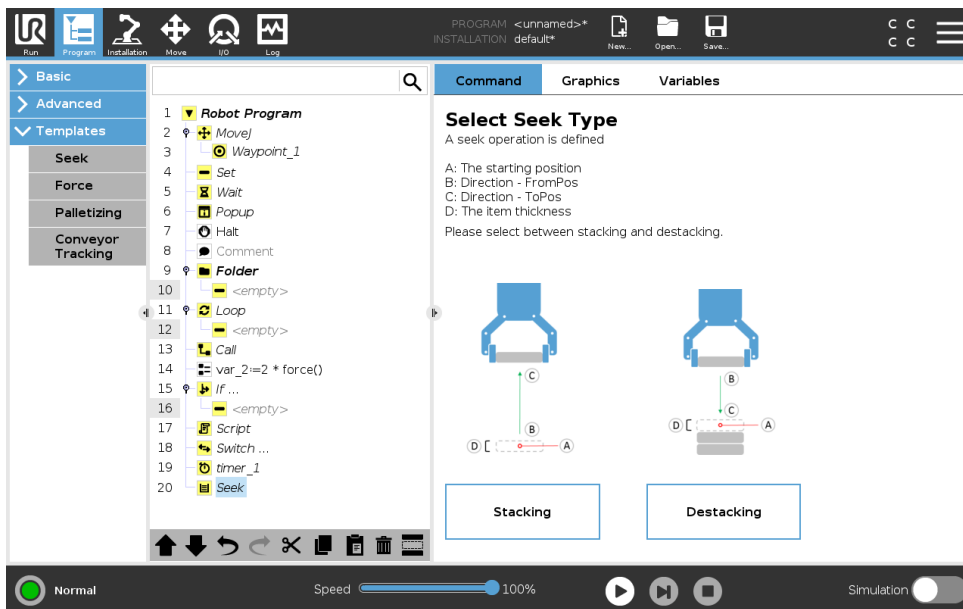 UR
Run
Program
Installation
Move
I/O
Log
PROGRAM <unnamed>*
INSTALLATION default*
New...
Open...
Save...
C C
C C
Basic
Advanced
Templates
Seek
Force
Palletizing
Conveyor
Tracking
1 Robot Program
2 MoveJ
3 Waypoint_1
4 Set
5 Wait
6 Popup
7 Halt
8 Comment
9 Folder
10 <empty>
11 Loop
12 <empty>
13 Call
14 var_2≔2 * force()
15 If ...
16 <empty>
17 Script
18 Switch ...
19 timer_1
20 Seek
Command Graphics Variables
Select Seek Type
A seek operation is defined
A: The starting position
B: Direction - FromPos
C: Direction - ToPos
D: The item thickness
Please select between stacking and destacking.
C
B
D
A
B
C
D
A
Stacking
Destacking
Normal
Speed
100%
Simulation